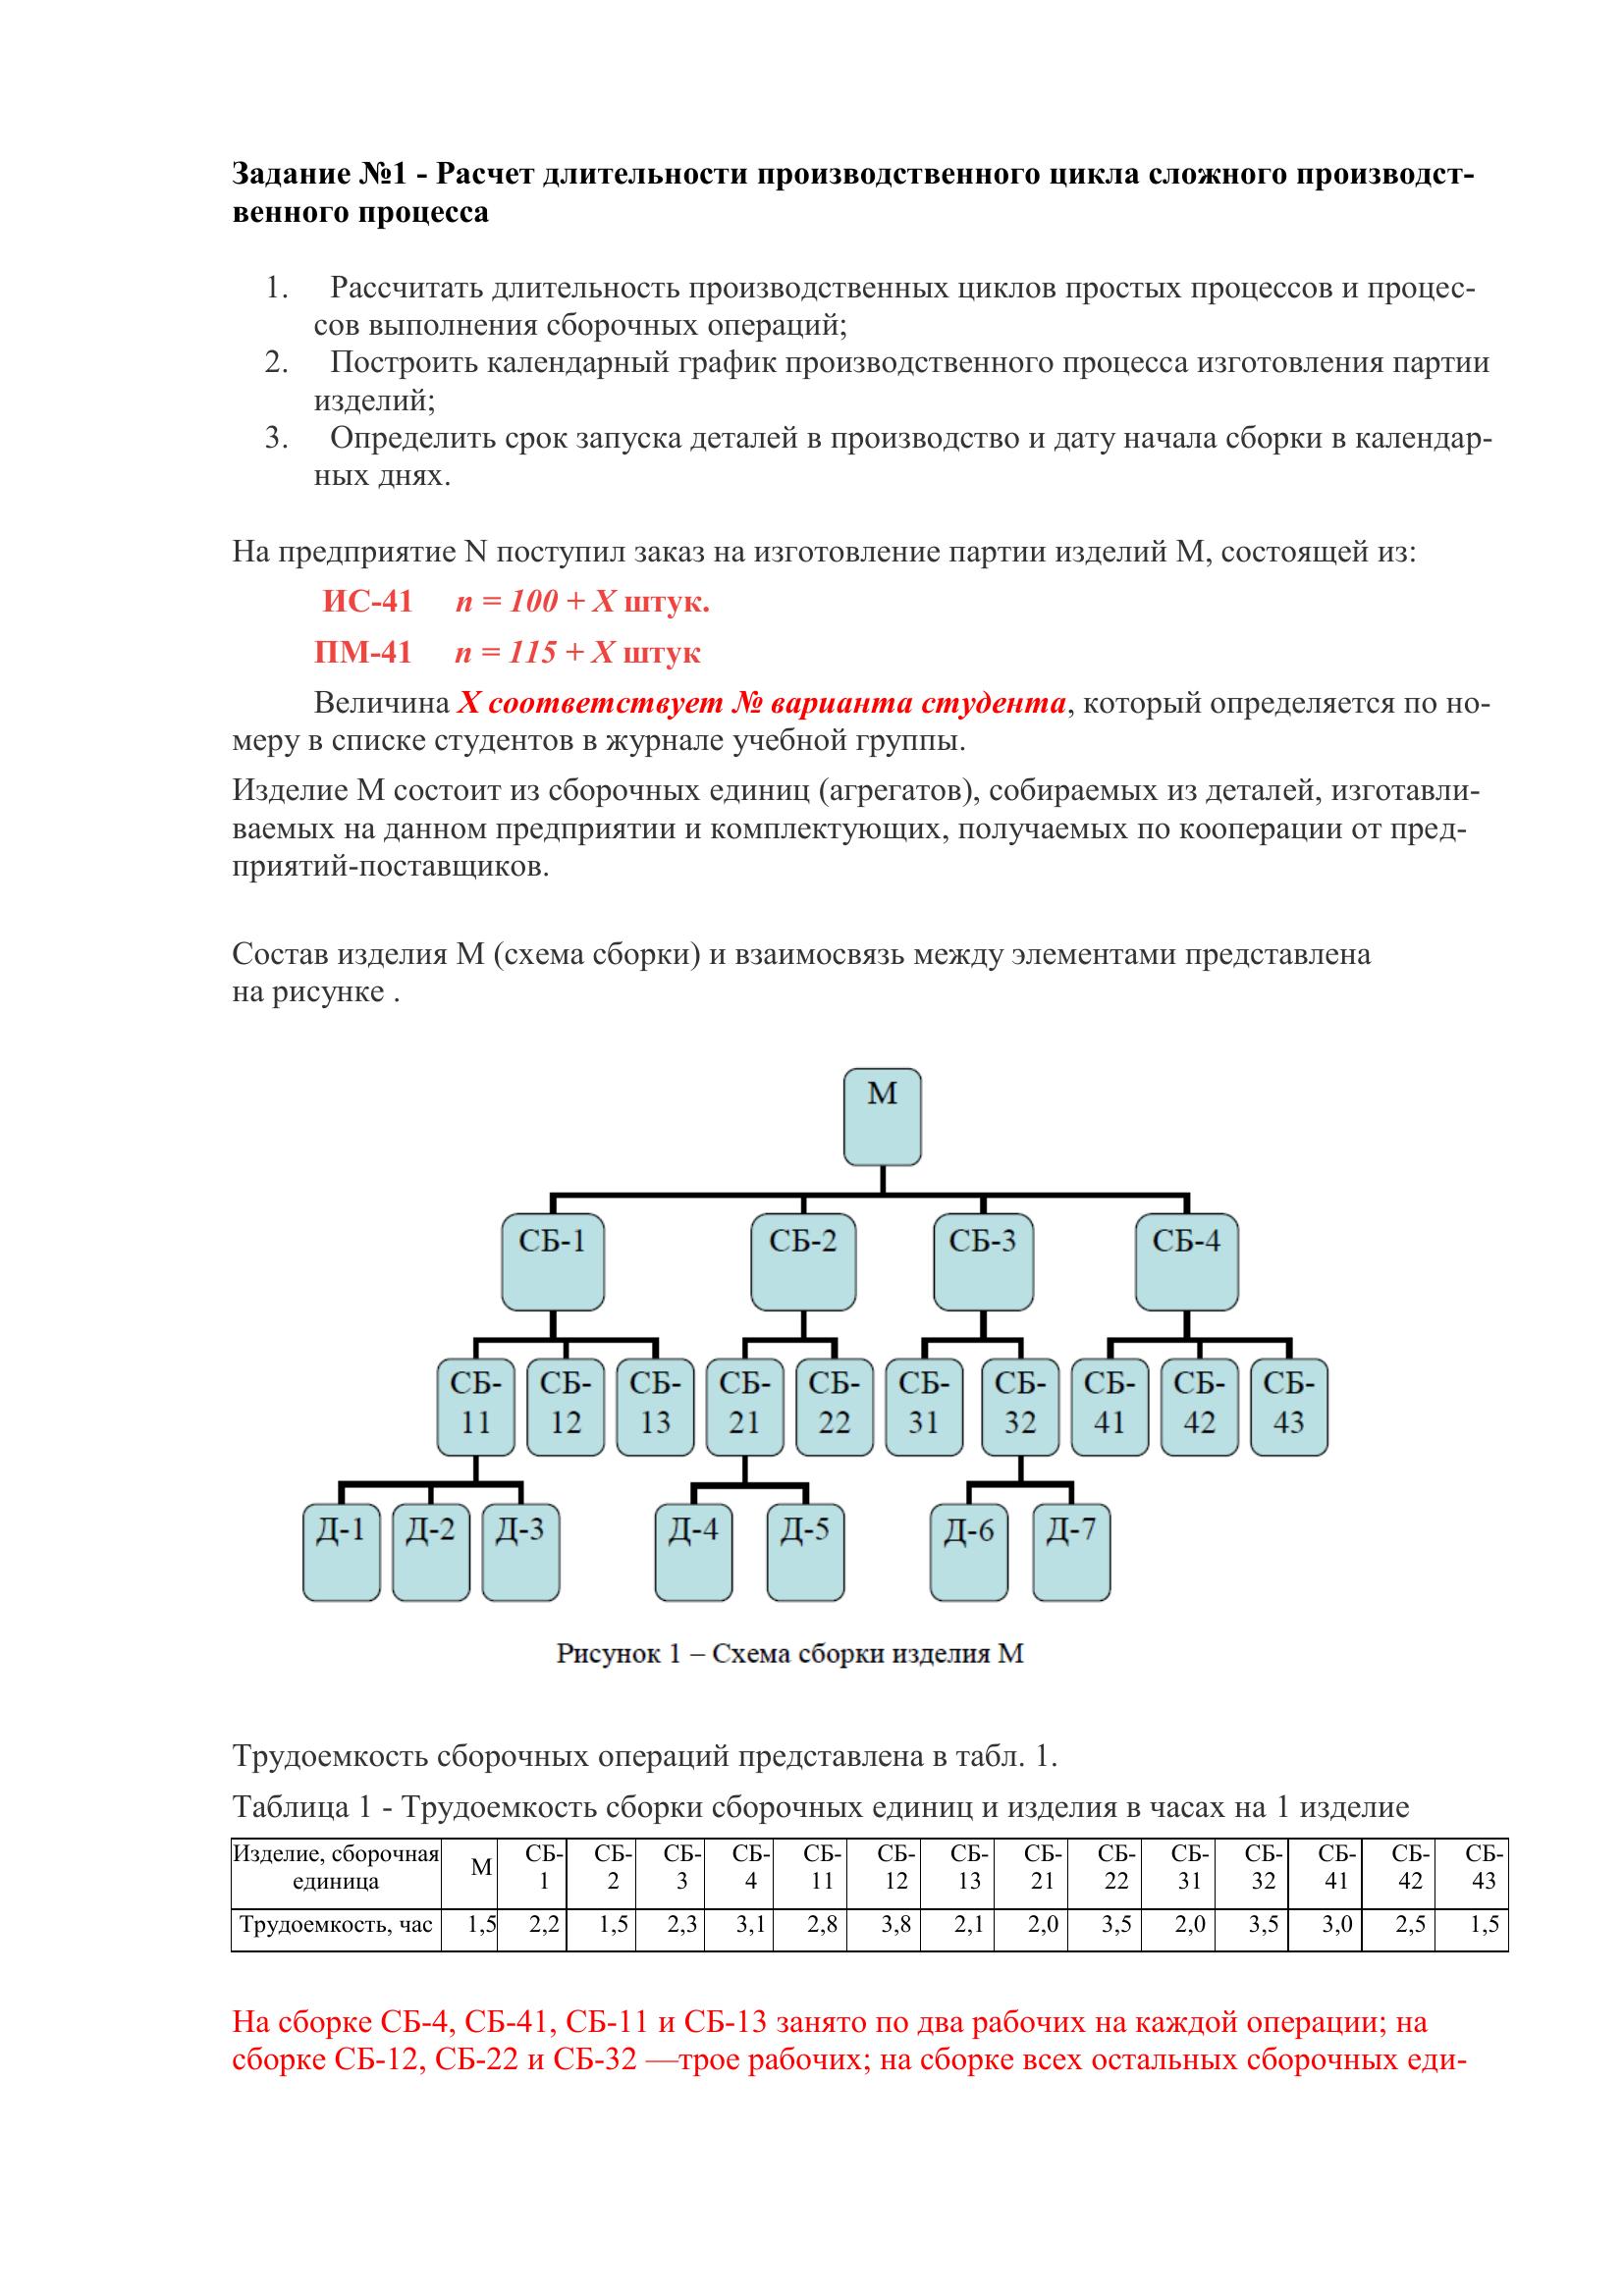 Задание №1 - Расчет длительности производственного цикла сложного производст-
венного процесса
1. Рассчитать длительность производственных циклов простых процессов и процес-
сов выполнения сборочных операций;
2. Построить календарный график производственного процесса изготовления партии
изделий;
3. Определить срок запуска деталей в производство и дату начала сборки в календар-
ных днях.
На предприятие N поступил заказ на изготовление партии изделий М, состоящей из:
ИС-41 n = 100 + X штук.
ПМ-41 n = 115 + X штук
Величина X соответствует № варианта студента, который определяется по но-
меру в списке студентов в журнале учебной группы.
Изделие М состоит из сборочных единиц (агрегатов), собираемых из деталей, изготавли-
ваемых на данном предприятии и комплектующих, получаемых по кооперации от пред-
приятий-поставщиков.
Состав изделия М (схема сборки) и взаимосвязь между элементами представлена
на рисунке .
М
СБ-1 СБ-2 СБ-3 СБ-4
СБ- СБ- СБ- СБ- СБ- СБ- СБ- СБ- СБ- СБ-
11 12 13 21 22 31 32 41 42 43
Д-1 Д-2 Д-3 Д-4 Д-5 Д-6 Д-7
Рисунок 1 – Схема сборки изделия М
Трудоемкость сборочных операций представлена в табл. 1.
Таблица 1 - Трудоемкость сборки сборочных единиц и изделия в часах на 1 изделие
Изделие, сборочная М СБ- СБ- СБ- СБ- СБ- СБ- СБ- СБ- СБ- СБ- СБ- СБ- СБ- СБ-
единица 1 2 3 4 11 12 13 21 22 31 32 41 42 43
Трудоемкость, час 1,5 2,2 1,5 2,3 3,1 2,8 3,8 2,1 2,0 3,5 2,0 3,5 3,0 2,5 1,5
На сборке СБ-4, СБ-41, СБ-11 и СБ-13 занято по два рабочих на каждой операции; на
сборке СБ-12, СБ-22 и СБ-32 —трое рабочих; на сборке всех остальных сборочных еди-